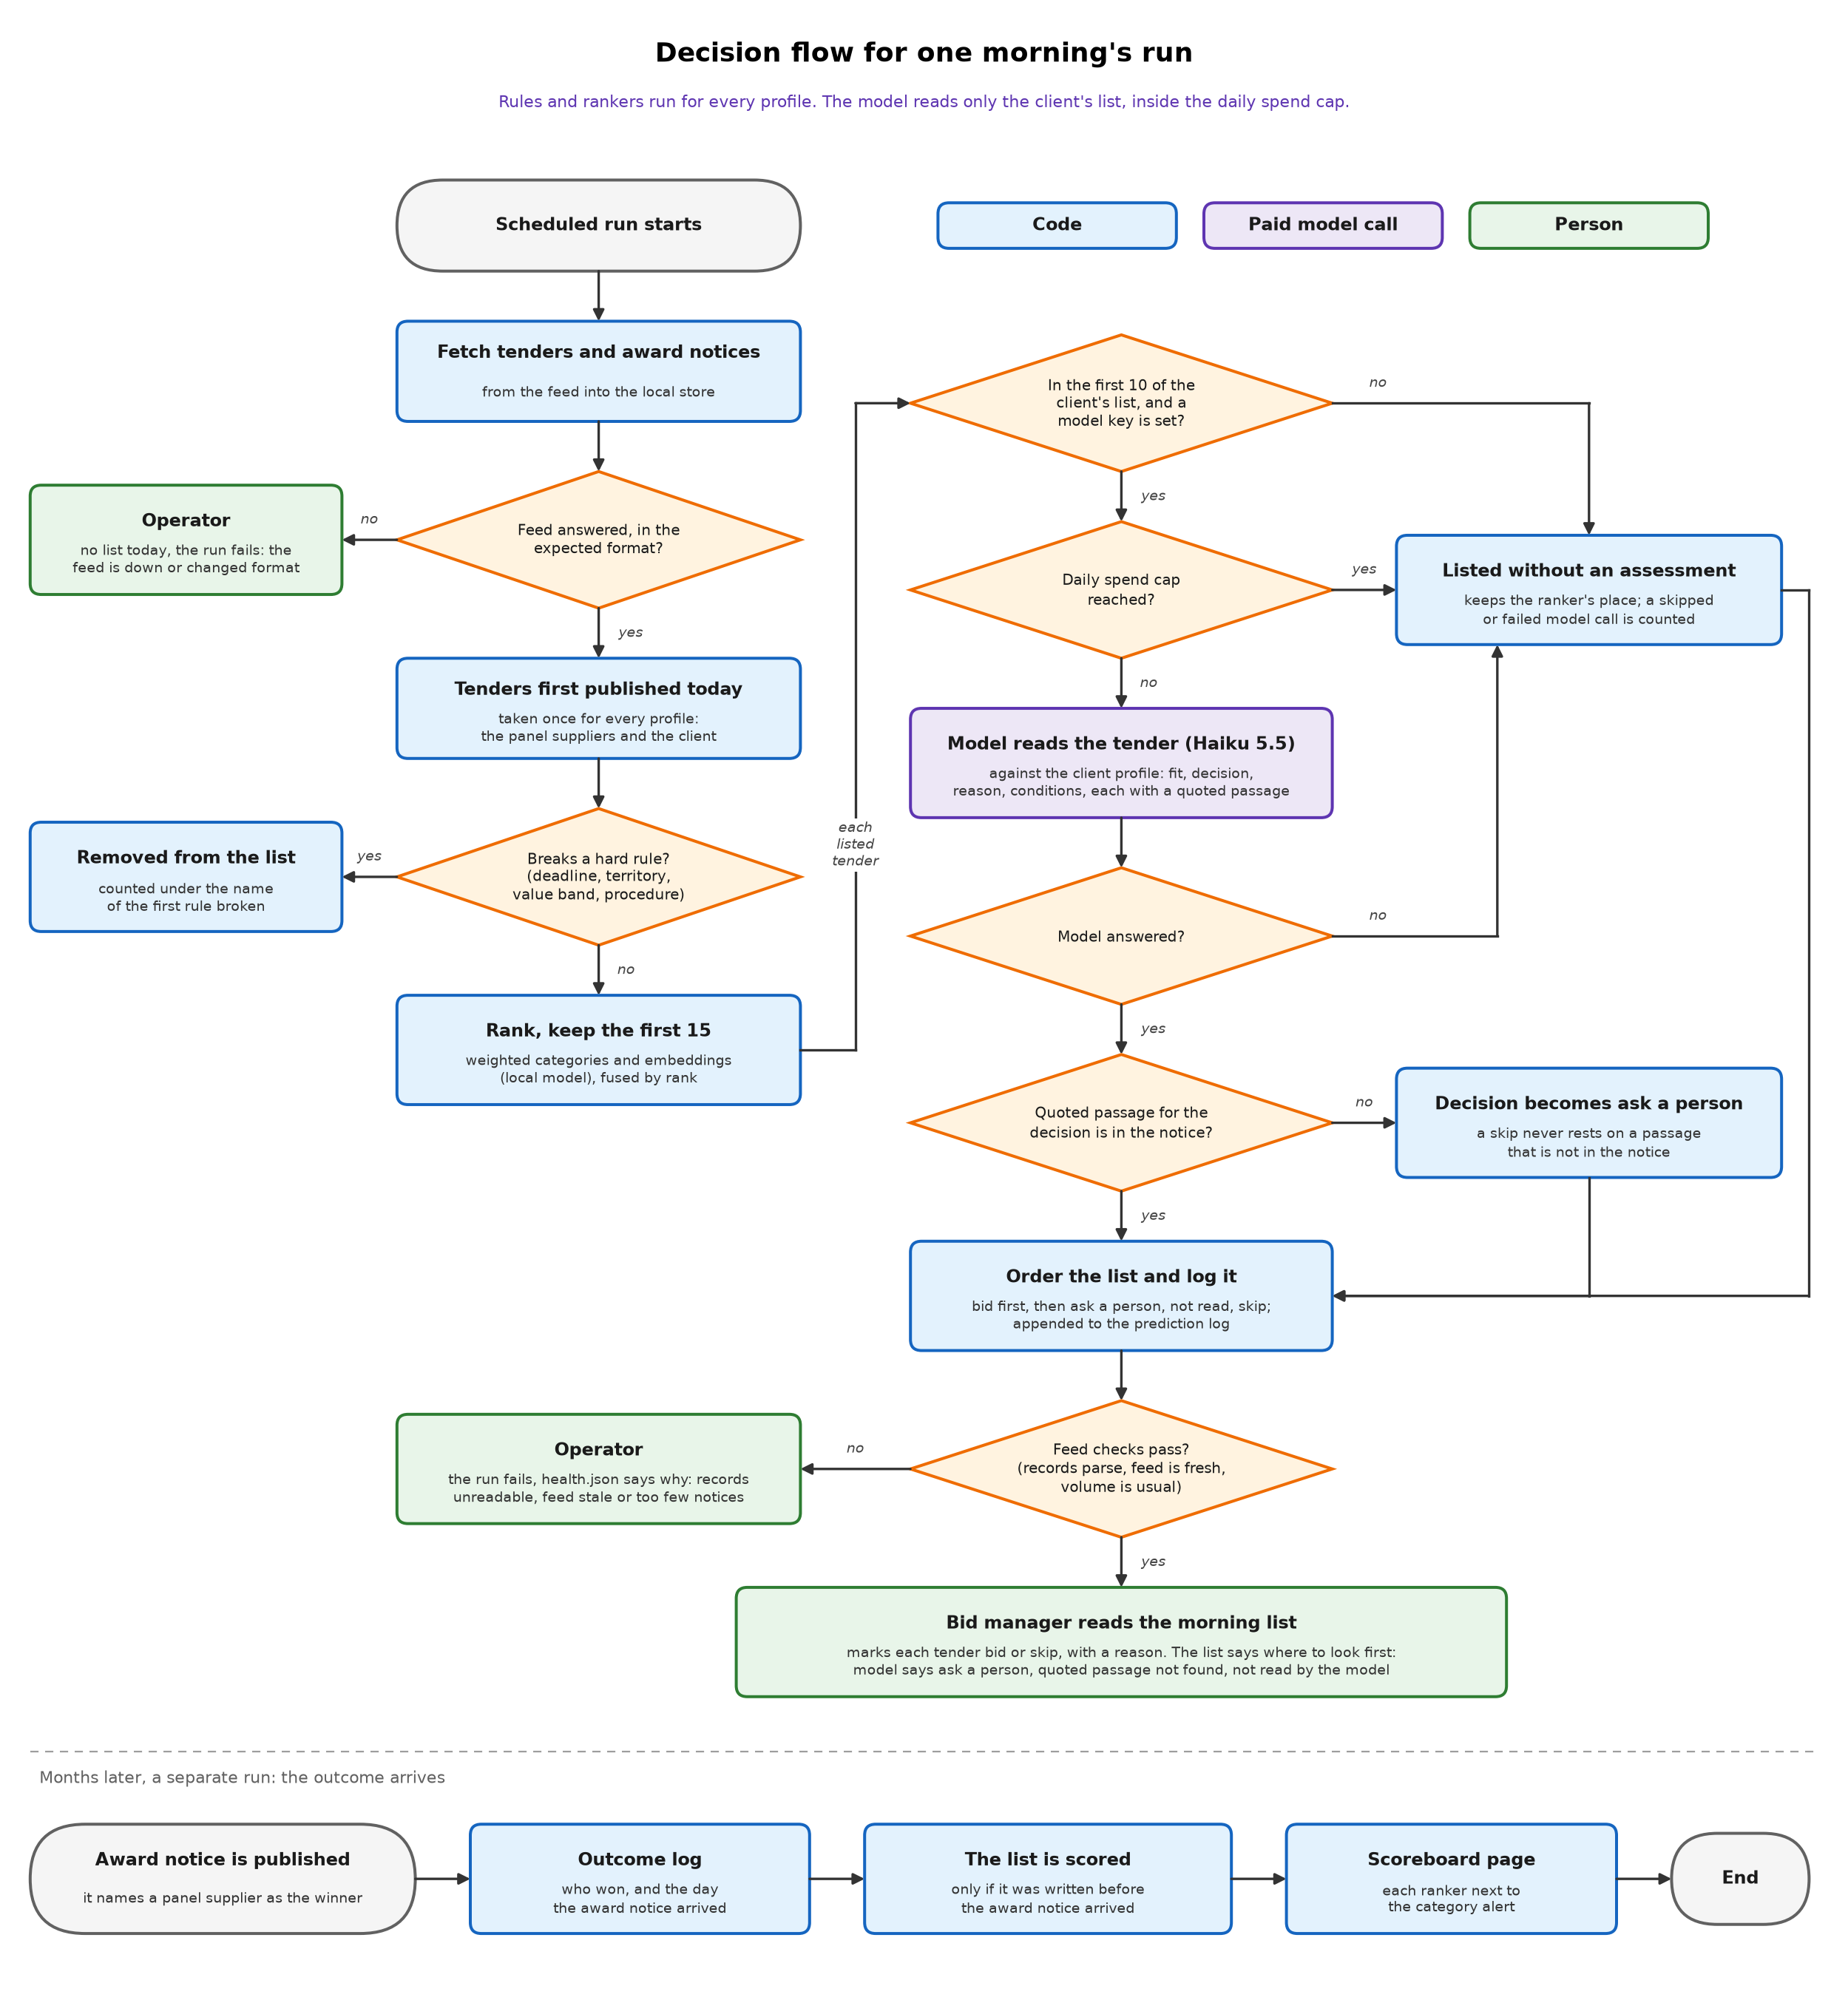 Decision flow for one morning's run
Rules and rankers run for every profile. The model reads only the client's list, inside the daily spend cap.
Scheduled run starts
Code
Paid model call
Person
Fetch tenders and award notices
from the feed into the local store
Feed answered, in the
expected format?
no
Operator
no list today, the run fails: the
feed is down or changed format
yes
Tenders first published today
taken once for every profile:
the panel suppliers and the client
Breaks a hard rule?
(deadline, territory,
value band, procedure)
yes
Removed from the list
counted under the name
of the first rule broken
no
Rank, keep the first 15
weighted categories and embeddings
(local model), fused by rank
each
listed
tender
In the first 10 of the
client's list, and a
model key is set?
no
yes
Daily spend cap
reached?
yes
Listed without an assessment
keeps the ranker's place; a skipped
or failed model call is counted
no
Model reads the tender (Haiku 5.5)
against the client profile: fit, decision,
reason, conditions, each with a quoted passage
Model answered?
no
yes
Quoted passage for the
decision is in the notice?
no
Decision becomes ask a person
a skip never rests on a passage
that is not in the notice
yes
Order the list and log it
bid first, then ask a person, not read, skip;
appended to the prediction log
Feed checks pass?
(records parse, feed is fresh,
volume is usual)
no
Operator
the run fails, health.json says why: records
unreadable, feed stale or too few notices
yes
Bid manager reads the morning list
marks each tender bid or skip, with a reason. The list says where to look first:
model says ask a person, quoted passage not found, not read by the model
Months later, a separate run: the outcome arrives
Award notice is published
it names a panel supplier as the winner
Outcome log
who won, and the day
the award notice arrived
The list is scored
only if it was written before
the award notice arrived
Scoreboard page
each ranker next to
the category alert
End